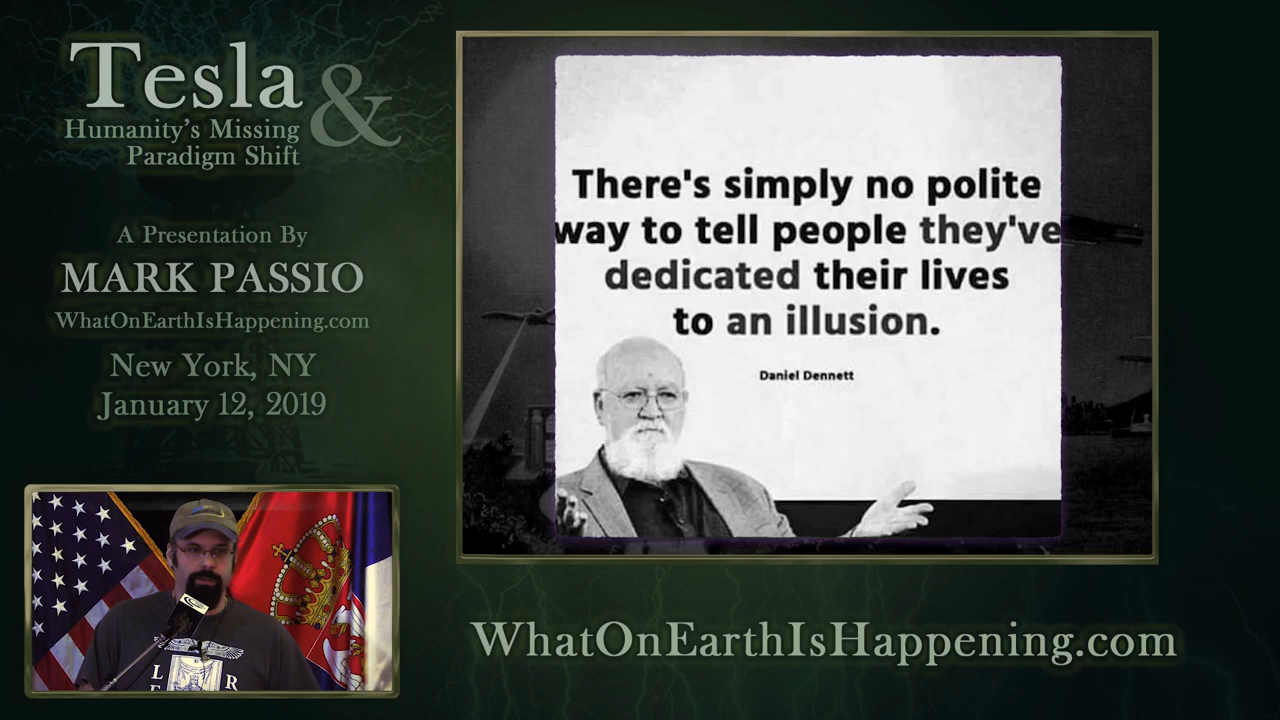 Tesla &
Humanity's Missing
Paradigm Shift
A Presentation By
MARK PASSIO
WhatOnEarthIsHappening.com
New York, NY
January 12, 2019
There's simply no polite
way to tell people they've
dedicated their lives
to an illusion.
Daniel Dennett
L R
WhatOnEarthIsHappening.com